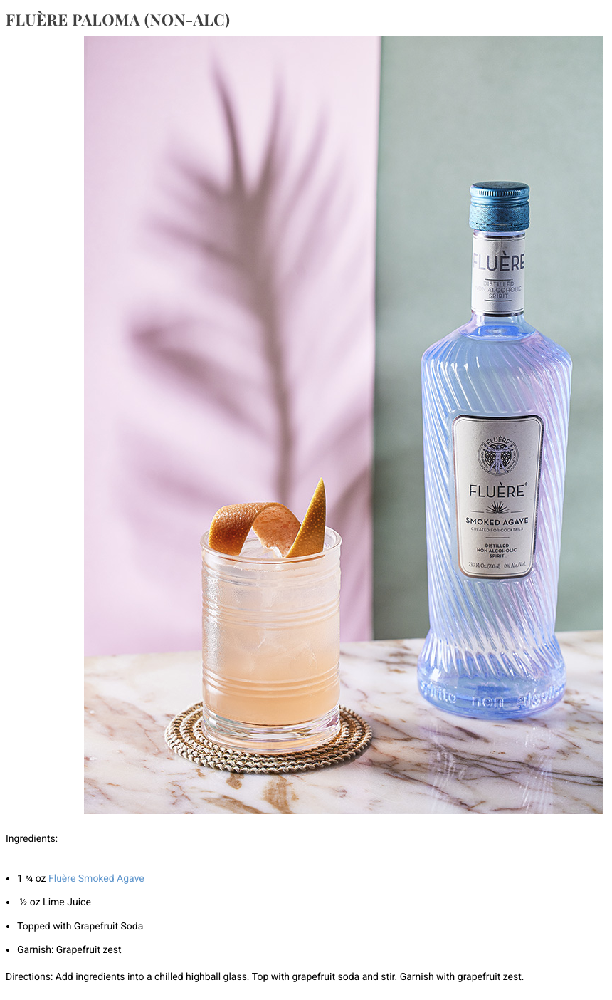 FLUÈRE PALOMA (NON-ALC)
FLUÈRE
DISTILLED
NON-ALCOHOLIC
SPIRIT
FLUÈRE
FLUÈRE®
SMOKED AGAVE
CREATED FOR COCKTAILS
DISTILLED
NON ALCOHOLIC
SPIRIT
23.7 Fl. Oz. (700ml) 0% Alc./Vol.
non
Ingredients:
• 1 ¾ oz Fluère Smoked Agave
• ½ oz Lime Juice
• Topped with Grapefruit Soda
• Garnish: Grapefruit zest
Directions: Add ingredients into a chilled highball glass. Top with grapefruit soda and stir. Garnish with grapefruit zest.